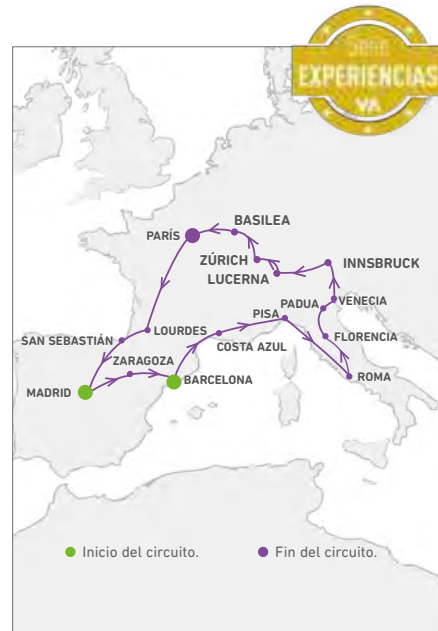 Serie
EXPERIENCIAS
VA
BASILEA
PARÍS
ZÚRICH
INNSBRUCK
LUCERNA
PADUA
VENECIA
PISA
LOURDES
FLORENCIA
SAN SEBASTIÁN
COSTA AZUL
ZARAGOZA
BARCELONA
ROMA
MADRID
Inicio del circuito.
Fin del circuito.